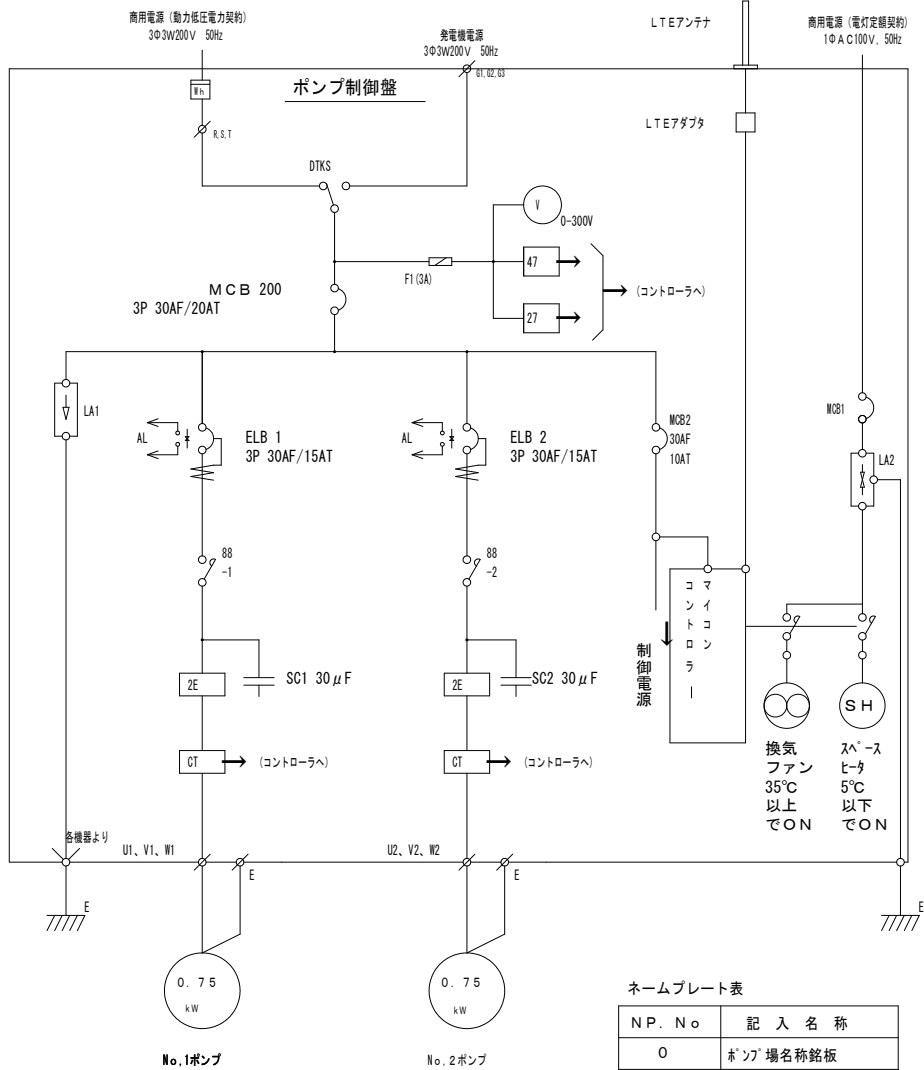 商用電源（動力低圧電力契約）
3Φ3W200V 50Hz
発電機電源
3Φ3W200V 50Hz
G1,G2,G3
LTEアンテナ
商用電源（電灯定額契約）
1ΦAC100V, 50Hz
ポンプ制御盤
Wh
R,S,T
LTEアダプタ
DTKS
V
0-300V
F1(3A)
47
27
(コントローラへ)
MCB 200
3P 30AF/20AT
LA1
AL
ELB 1
3P 30AF/15AT
AL
ELB 2
3P 30AF/15AT
MCB2
30AF
10AT
MCB1
LA2
88
-1
88
-2
マイコン
コントロラー
制御電源
2E
SC1 30μF
2E
SC2 30μF
CT
(コントローラへ)
CT
(コントローラへ)
SH
換気
ファン
35℃
以上
でON
スペース
ヒータ
5℃
以下
でON
各機器より
U1、V1、W1
E
U2、V2、W2
E
E
E
0.75
kW
0.75
kW
No,1ポンプ
No,2ポンプ
ネームプレート表
NP. No
記入名称
0
ポンプ場名称銘板